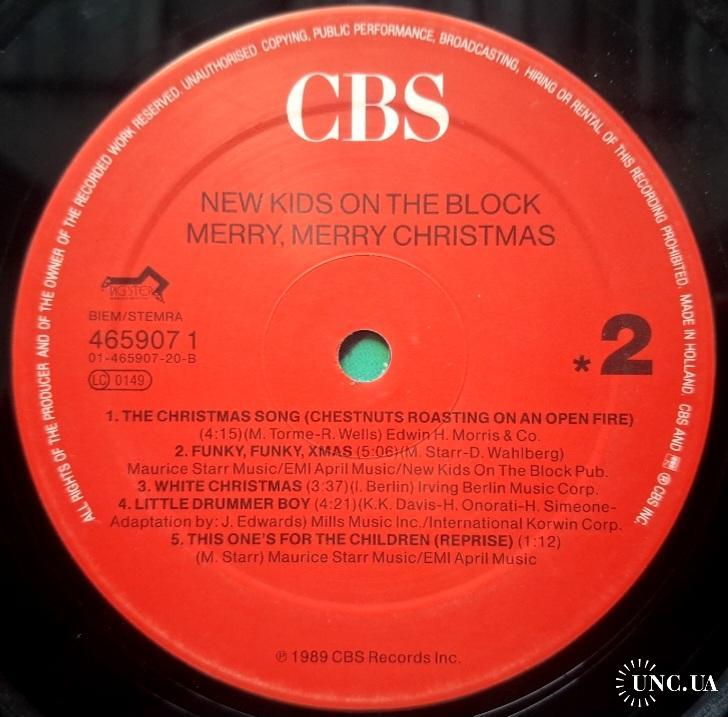 ALL RIGHTS OF THE PRODUCER AND OF THE OWNER OF THE RECORDED WORK RESERVED. UNAUTHORISED COPYING, PUBLIC PERFORMANCE, BROADCASTING, HIRING OR RENTAL OF THIS RECORDING PROHIBITED. MADE IN HOLLAND. CBS AND ℗ CBS INC.
CBS
NEW KIDS ON THE BLOCK
MERRY, MERRY CHRISTMAS
BIEM/STEMRA
465907 1
01-465907-20-B
LC 0149
*2
1. THE CHRISTMAS SONG (CHESTNUTS ROASTING ON AN OPEN FIRE)
(4:15)(M. Torme-R. Wells) Edwin H. Morris & Co.
2. FUNKY, FUNKY, XMAS (5:06)(M. Starr-D. Wahlberg)
Maurice Starr Music/EMI April Music/New Kids On The Block Pub.
3. WHITE CHRISTMAS (3:37)(I. Berlin) Irving Berlin Music Corp.
4. LITTLE DRUMMER BOY (4:21)(K.K. Davis-H. Onorati-H. Simeone-
Adaptation by: J. Edwards) Mills Music Inc./International Korwin Corp.
5. THIS ONE'S FOR THE CHILDREN (REPRISE) (1:12)
(M. Starr) Maurice Starr Music/EMI April Music
℗ 1989 CBS Records Inc.
UNC.UA